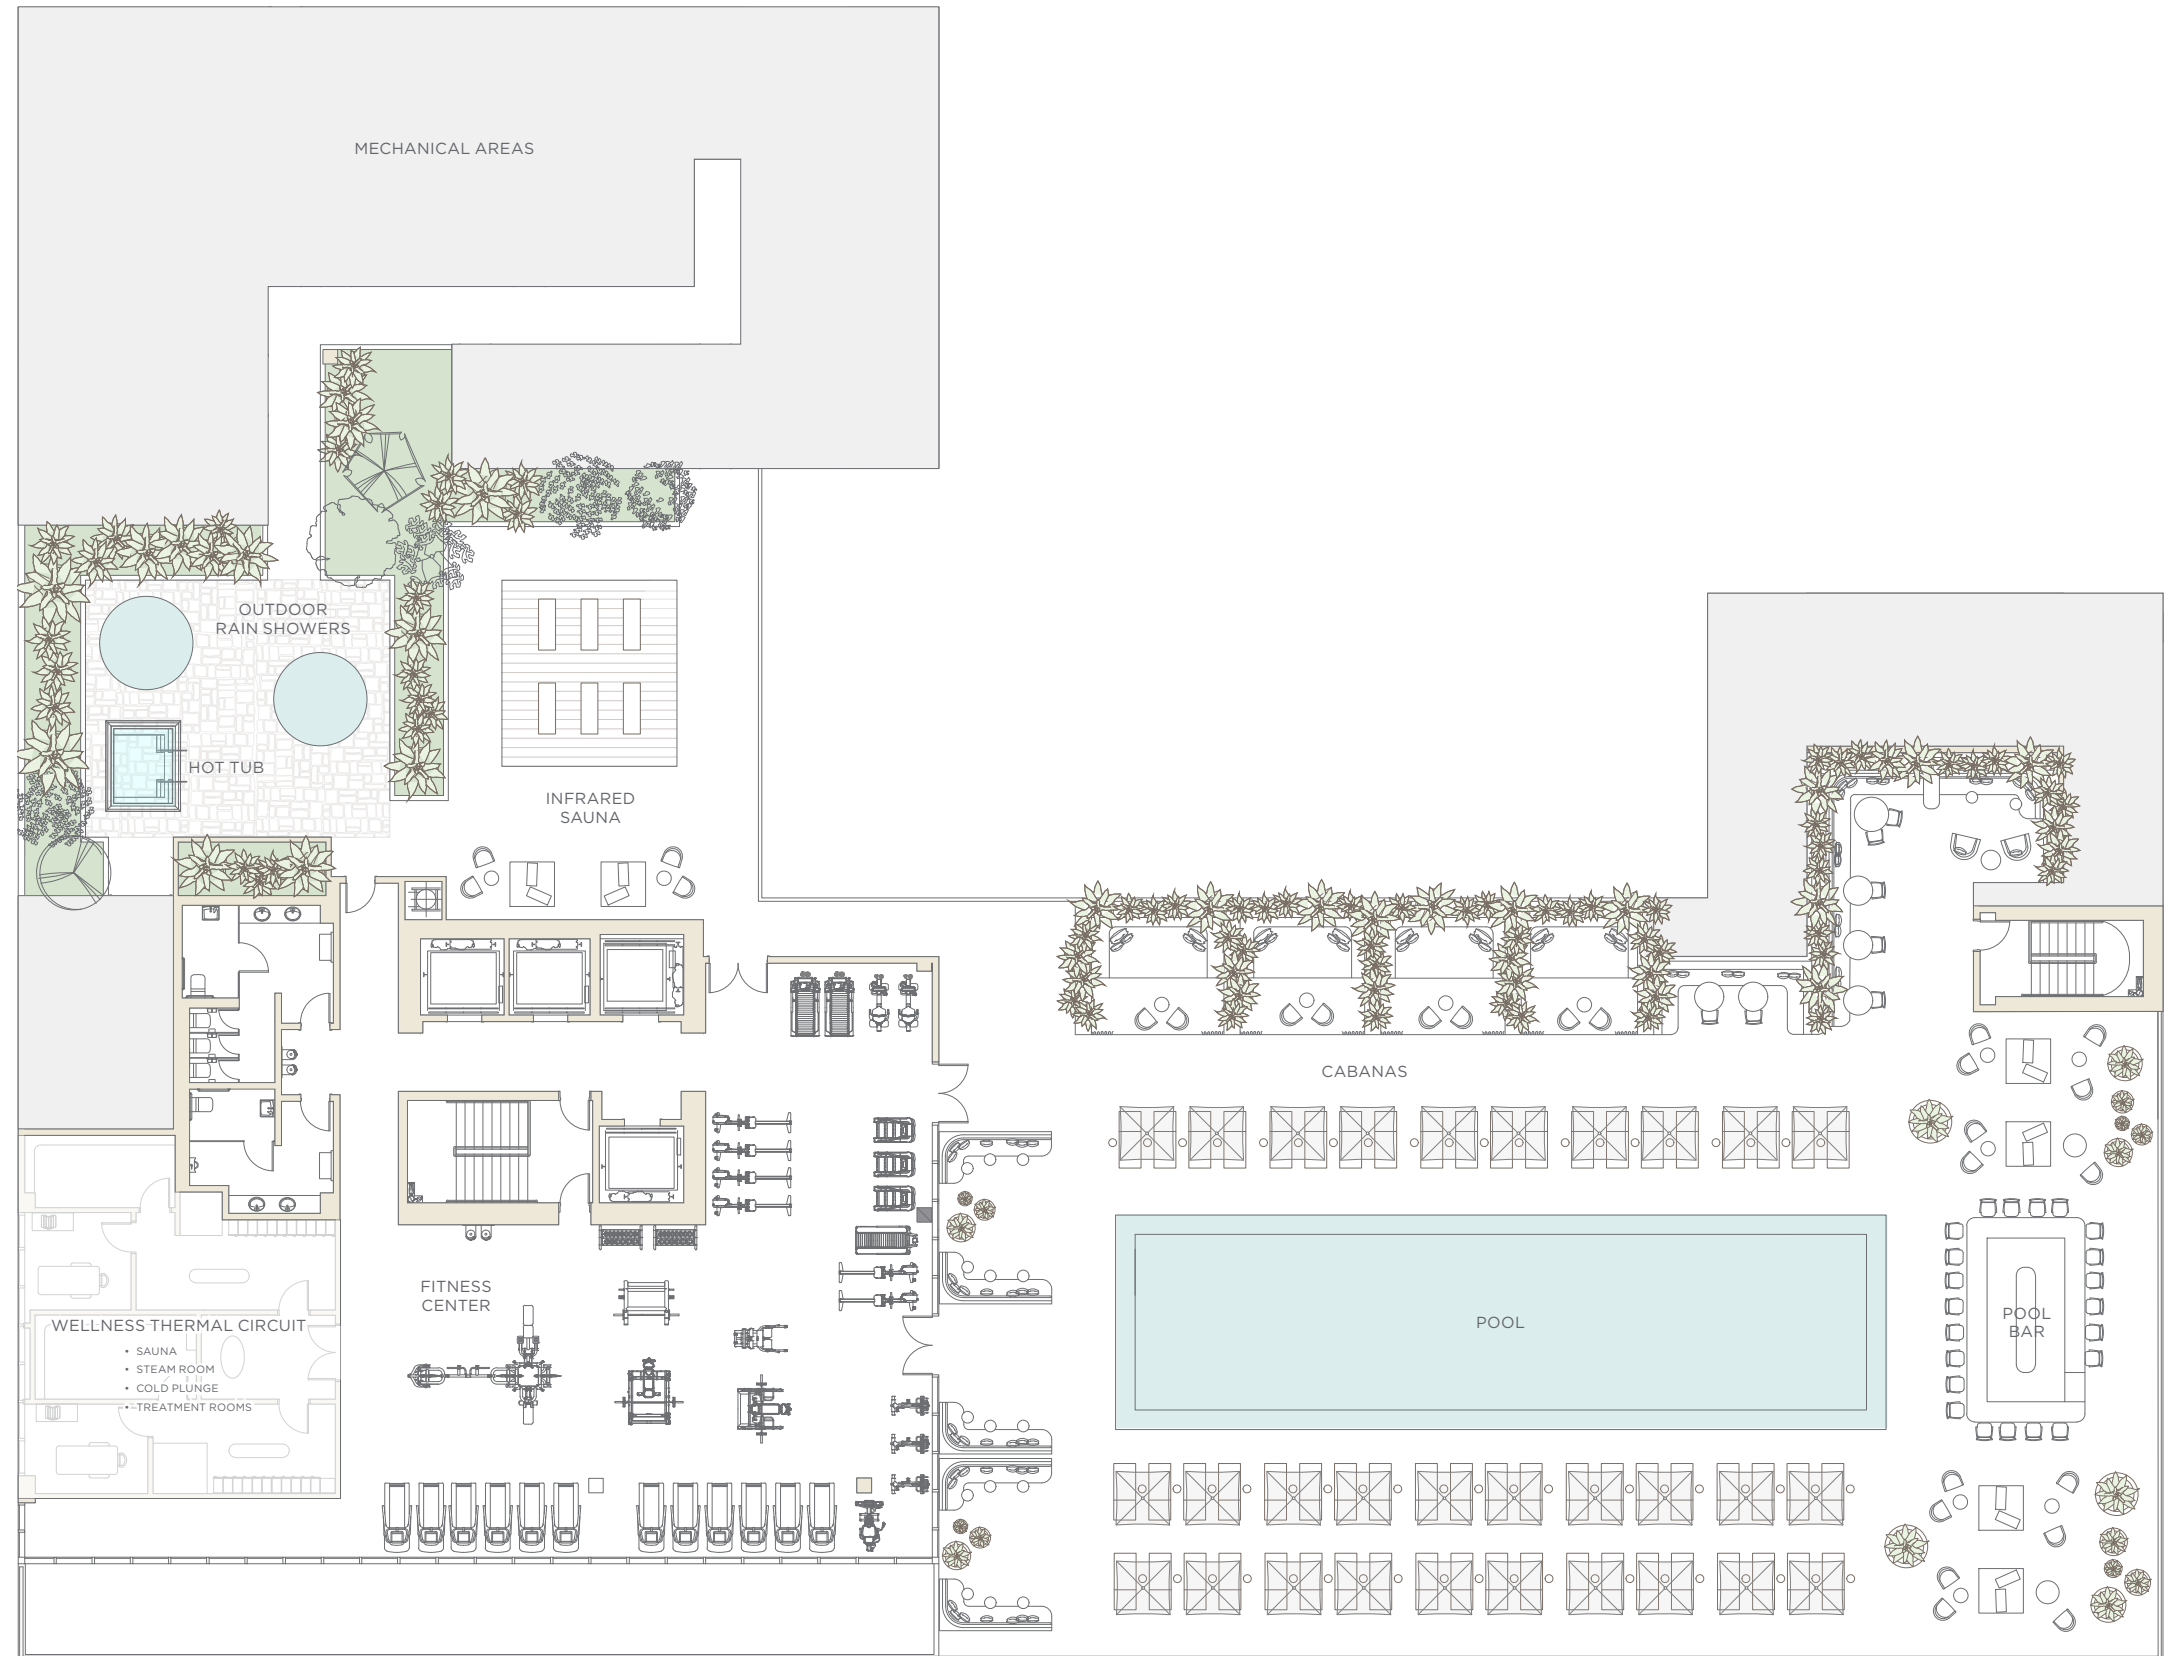 MECHANICAL AREAS
OUTDOOR
RAIN SHOWERS
HOT TUB
INFRARED
SAUNA
CABANAS
FITNESS
CENTER
WELLNESS THERMAL CIRCUIT
• SAUNA
• STEAM ROOM
• COLD PLUNGE
• TREATMENT ROOMS
POOL
POOL
BAR